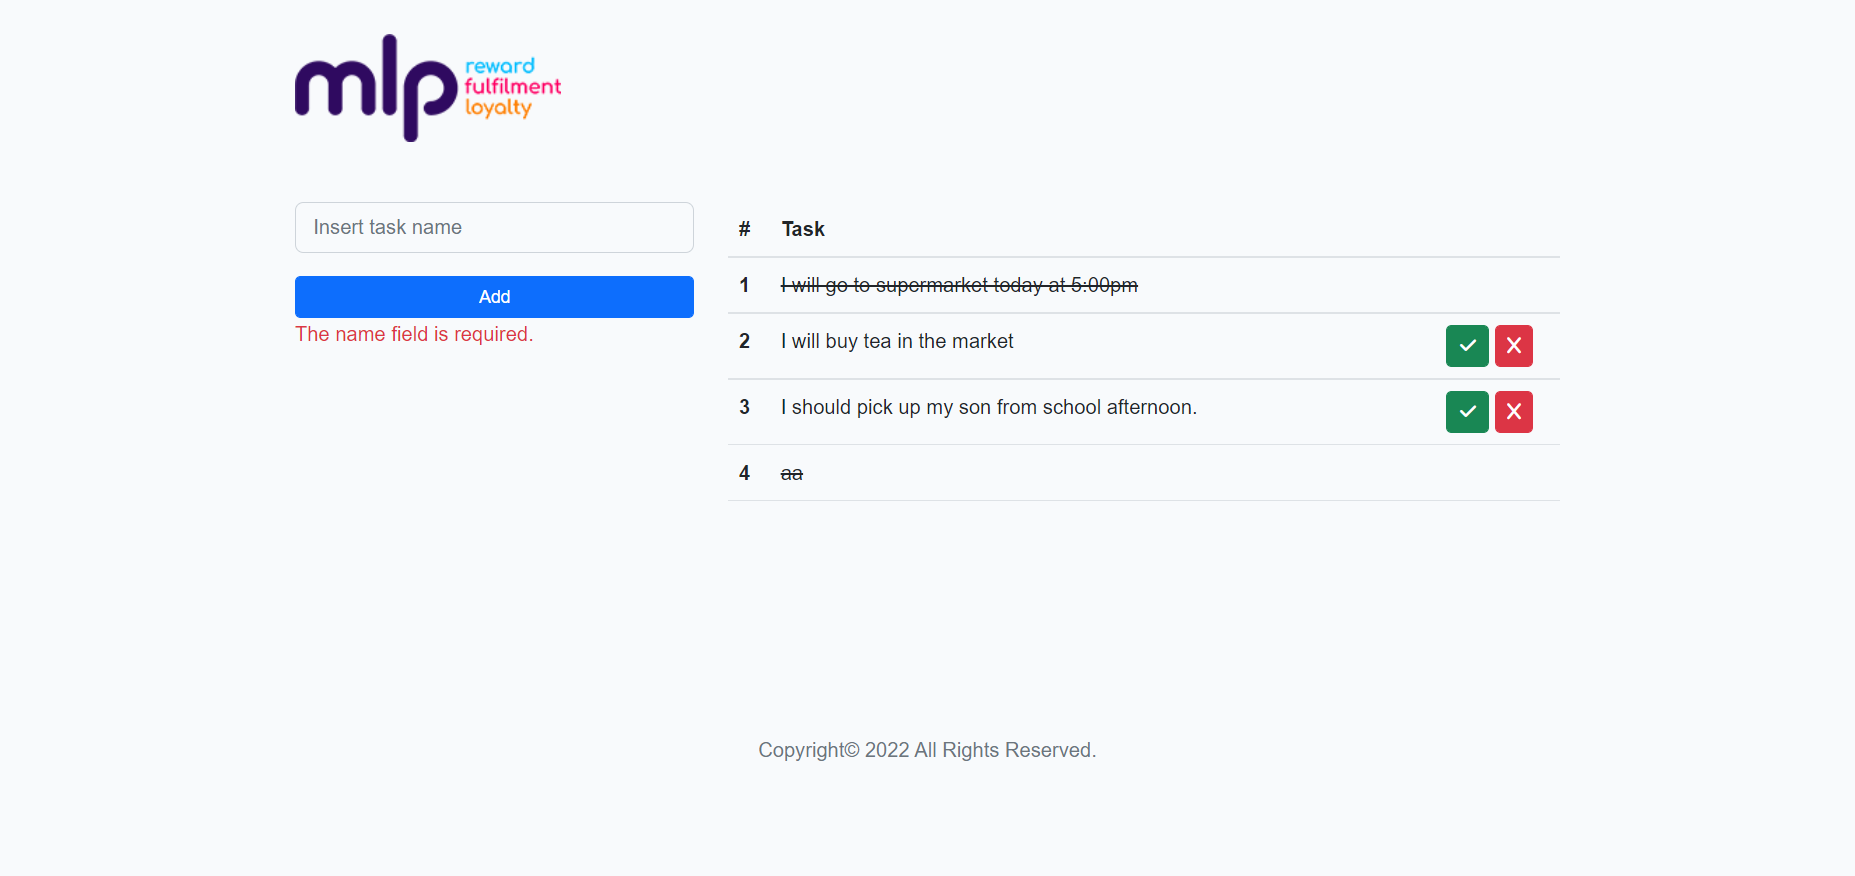 mlp
reward
fulfilment
loyalty
Insert task name
Add
The name field is required.
# Task
1 I will go to supermarket today at 5:00pm
2 I will buy tea in the market
3 I should pick up my son from school afternoon.
4 aa
Copyright© 2022 All Rights Reserved.